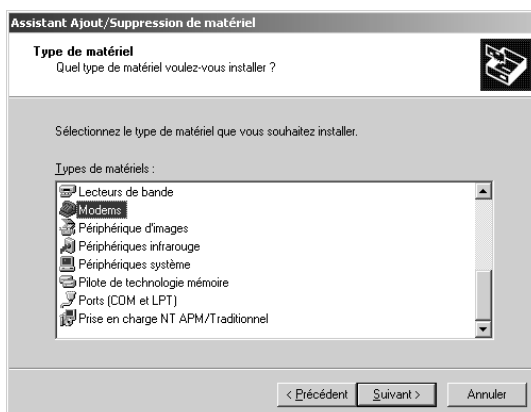 Assistant Ajout/Suppression de matériel
Type de matériel
Quel type de matériel voulez-vous installer ?
Sélectionnez le type de matériel que vous souhaitez installer.
Types de matériels :
Lecteurs de bande
Modems
Périphérique d'images
Périphériques infrarouge
Périphériques système
Pilote de technologie mémoire
Ports (COM et LPT)
Prise en charge NT APM/Traditionnel
< Précédent Suivant > Annuler